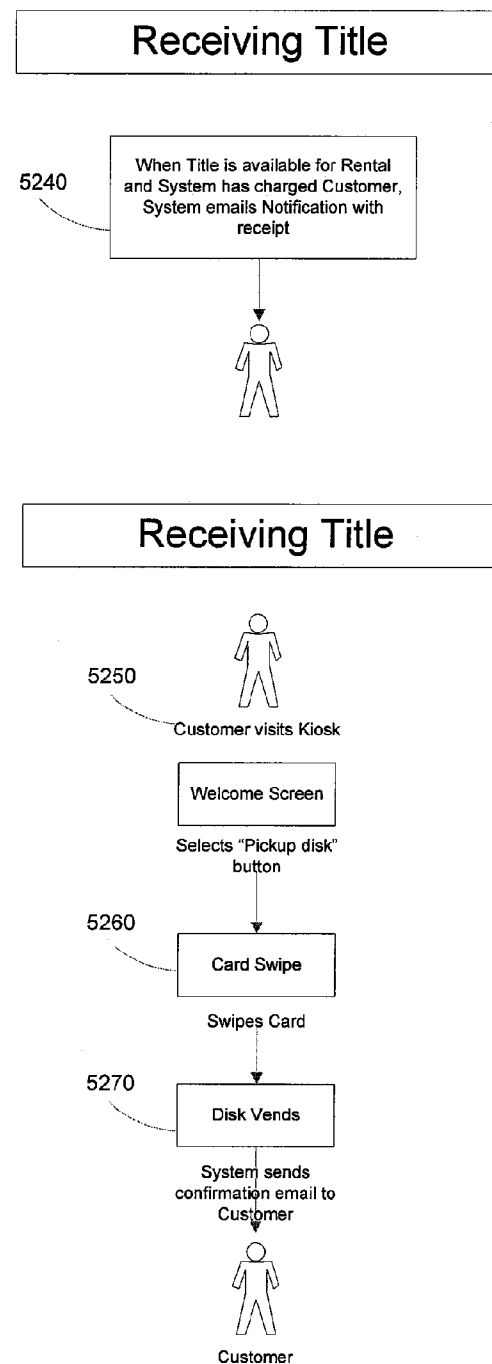 Receiving Title
5240
When Title is available for Rental
and System has charged Customer,
System emails Notification with
receipt
Receiving Title
5250
Customer visits Kiosk
Welcome Screen
Selects "Pickup disk"
button
5260
Card Swipe
Swipes Card
5270
Disk Vends
System sends
confirmation email to
Customer
Customer